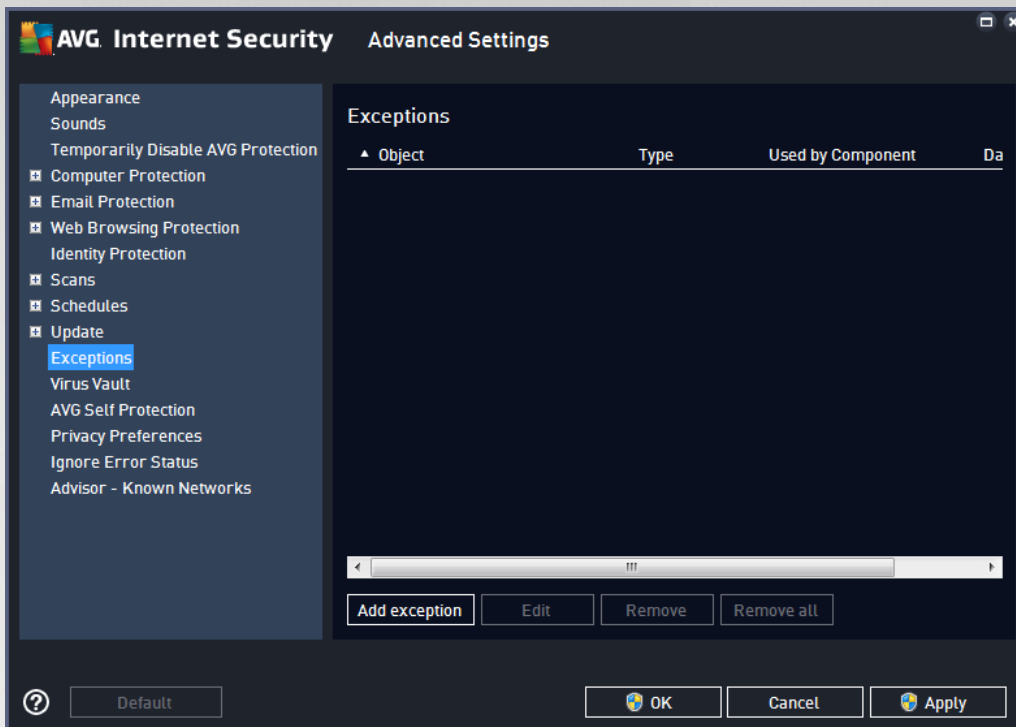 AVG. Internet Security Advanced Settings
Appearance
Sounds
Temporarily Disable AVG Protection
Computer Protection
Email Protection
Web Browsing Protection
Identity Protection
Scans
Schedules
Update
Exceptions
Virus Vault
AVG Self Protection
Privacy Preferences
Ignore Error Status
Advisor - Known Networks
Exceptions
Object Type Used by Component Da
Add exception Edit Remove Remove all
? Default OK Cancel Apply